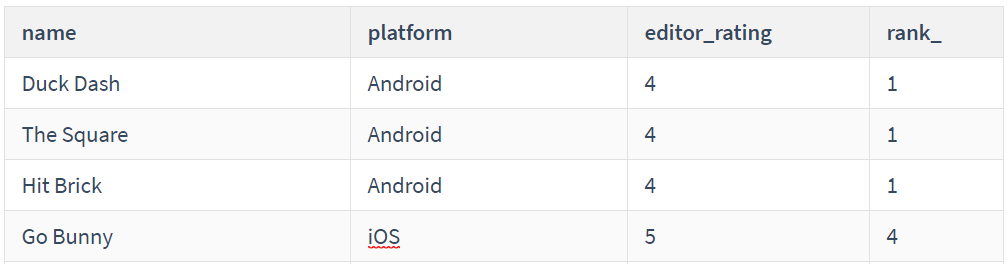 name platform editor_rating rank_
Duck Dash Android 4 1
The Square Android 4 1
Hit Brick Android 4 1
Go Bunny iOS 5 4